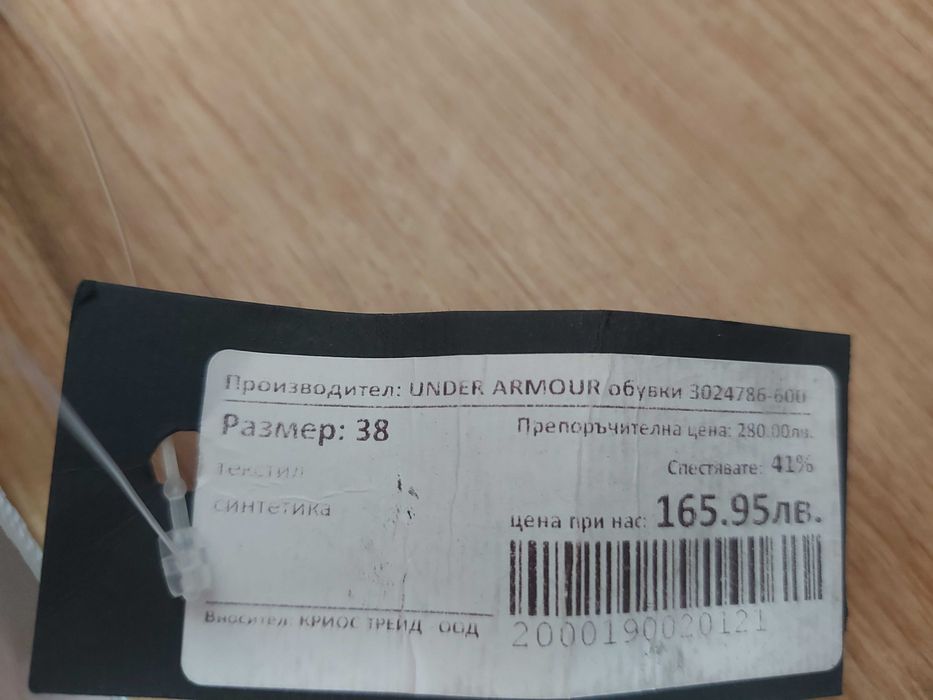 Производител: UNDER ARMOUR обувки 3024786-600
Размер: 38
Препоръчителна цена: 280.00лв.
текстил
Спестявате: 41%
синтетика
цена при нас: 165.95лв.
Вносител: КРИОС ТРЕЙД ООД
2000190020121